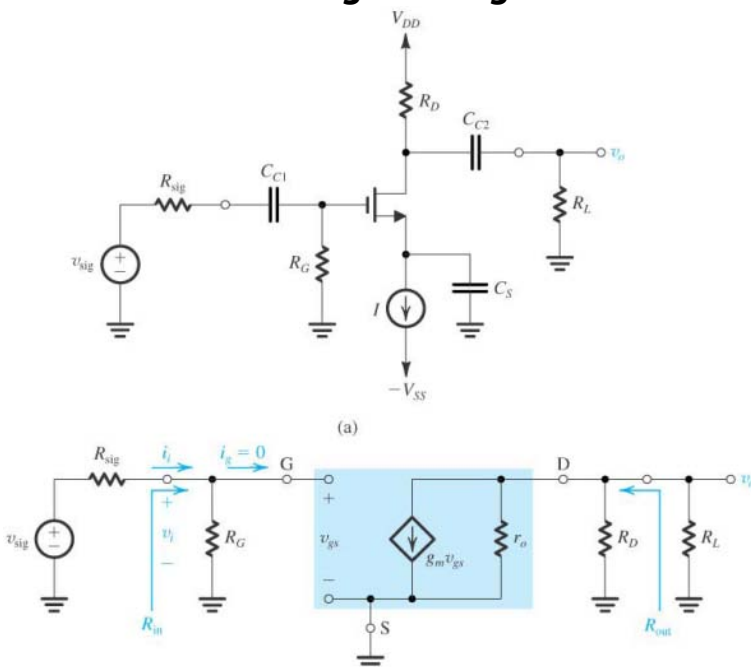 V_DD
R_D
C_C2
v_o
R_sig
C_C1
R_L
v_sig
+
−
R_G
I
C_S
−V_SS
(a)
R_sig
i_i
i_g = 0
G
D
+
+
v_sig
+
−
v_i
R_G
v_gs
g_m v_gs
r_o
R_D
R_L
−
−
R_in
S
R_out